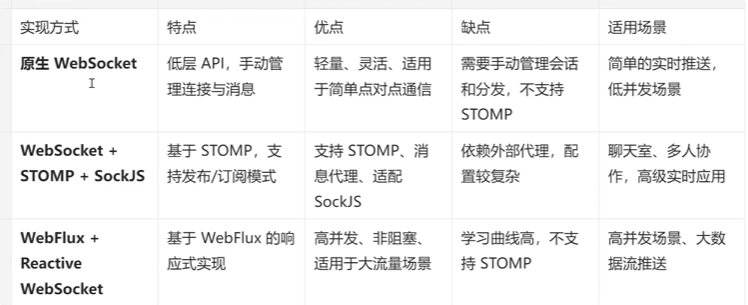 实现方式 特点 优点 缺点 适用场景
原生 WebSocket 低层 API，手动 轻量、灵活、适用 需要手动管理会话 简单的实时推送，
管理连接与消息 于简单点对点通信 和分发，不支持 低并发场景
STOMP
WebSocket + 基于 STOMP，支 支持 STOMP、消 依赖外部代理，配 聊天室、多人协
STOMP + SockJS 持发布/订阅模式 息代理、适配 置较复杂 作，高级实时应用
SockJS
WebFlux + 基于 WebFlux 的响 高并发、非阻塞、 学习曲线高，不支 高并发场景、大数
Reactive 应式实现 适用于大流量场景 持 STOMP 据流推送
WebSocket